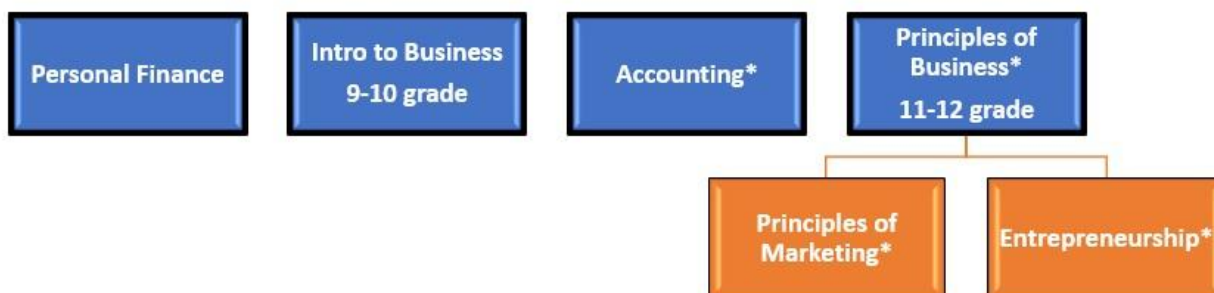 Personal Finance
Intro to Business
9-10 grade
Accounting*
Principles of
Business*
11-12 grade
Principles of
Marketing*
Entrepreneurship*